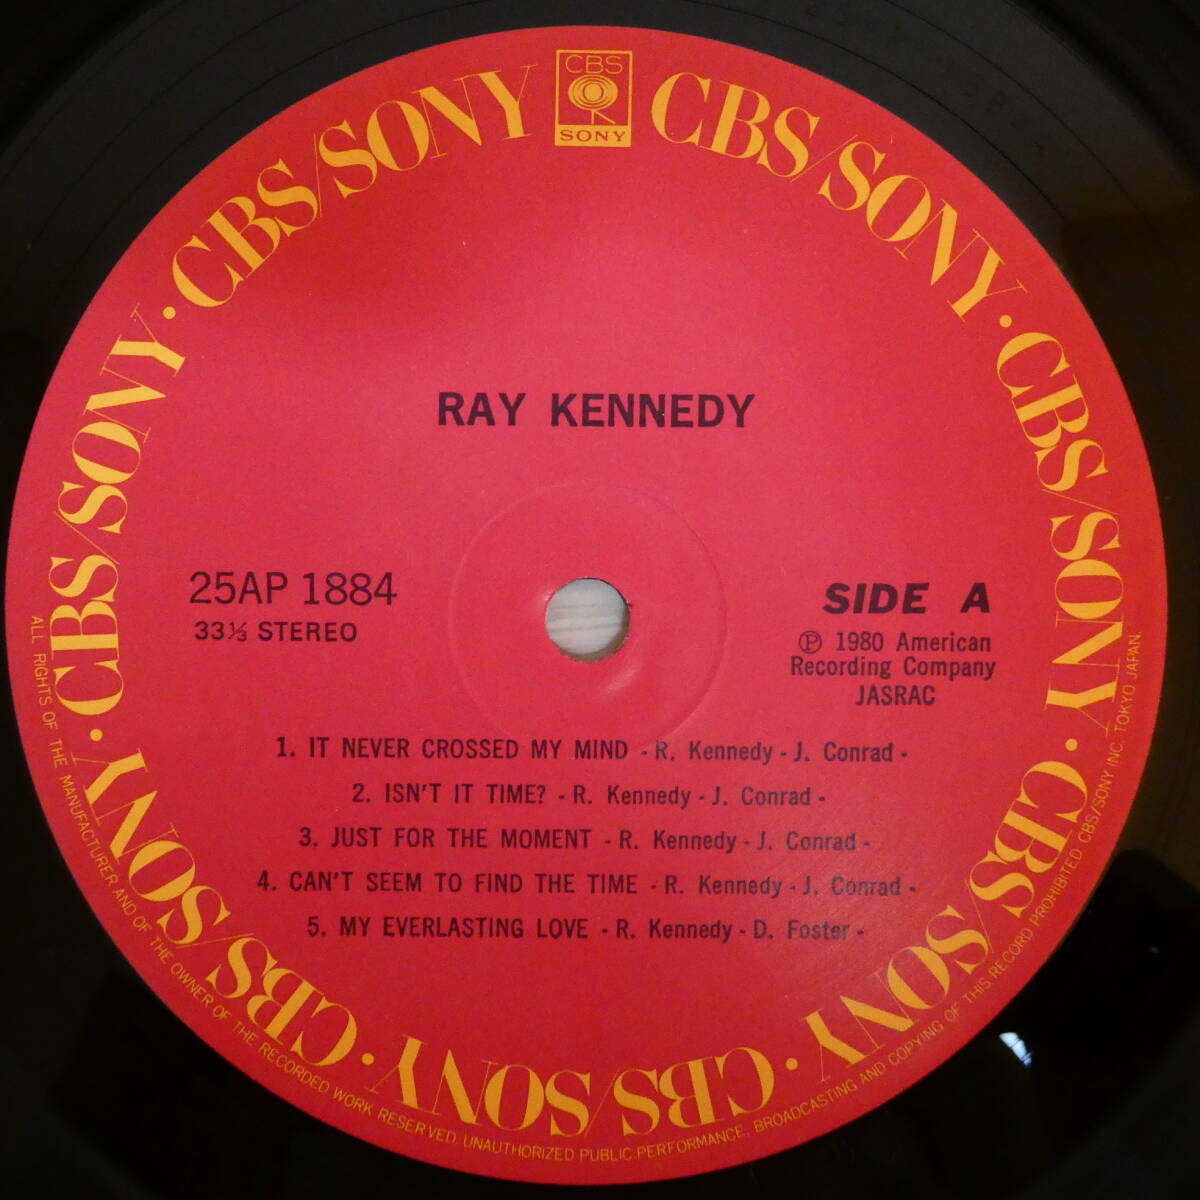 CBS
SONY
CBS/SONY · CBS/SONY · CBS/SONY · CBS/SONY · CBS/SONY · CBS/SONY · CBS/SONY · CBS/SONY
RAY KENNEDY
25AP 1884
33⅓ STEREO
SIDE A
Ⓟ 1980 American
Recording Company
JASRAC
1. IT NEVER CROSSED MY MIND - R. Kennedy - J. Conrad -
2. ISN'T IT TIME? - R. Kennedy - J. Conrad -
3. JUST FOR THE MOMENT - R. Kennedy - J. Conrad -
4. CAN'T SEEM TO FIND THE TIME - R. Kennedy - J. Conrad -
5. MY EVERLASTING LOVE - R. Kennedy - D. Foster -
ALL RIGHTS OF THE MANUFACTURER AND OF THE OWNER OF THE RECORDED WORK RESERVED. UNAUTHORIZED PUBLIC PERFORMANCE, BROADCASTING AND COPYING OF THIS RECORD PROHIBITED. CBS/SONY INC. TOKYO JAPAN.